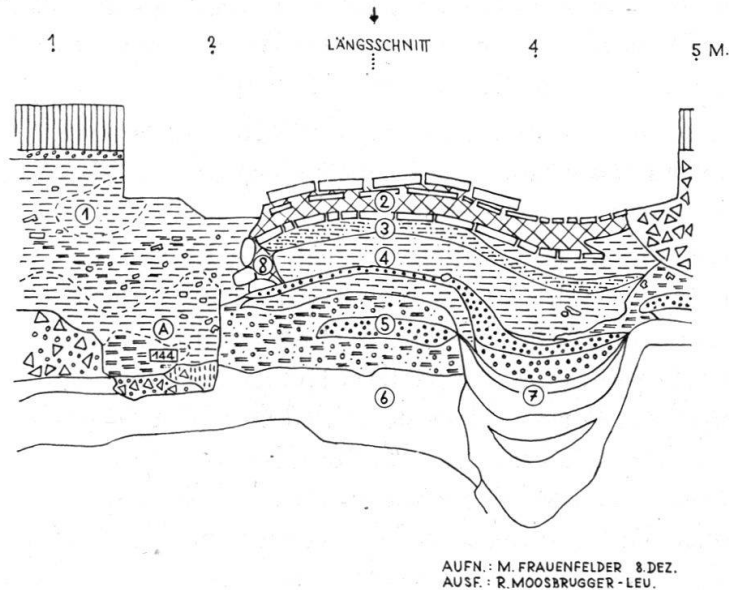 1 2 LÄNGSSCHNITT 4 5 M.
1
2
3
8
4
A
144
5
6
7
AUFN.: M. FRAUENFELDER 8.DEZ.
AUSF.: R. MOOSBRUGGER-LEU.